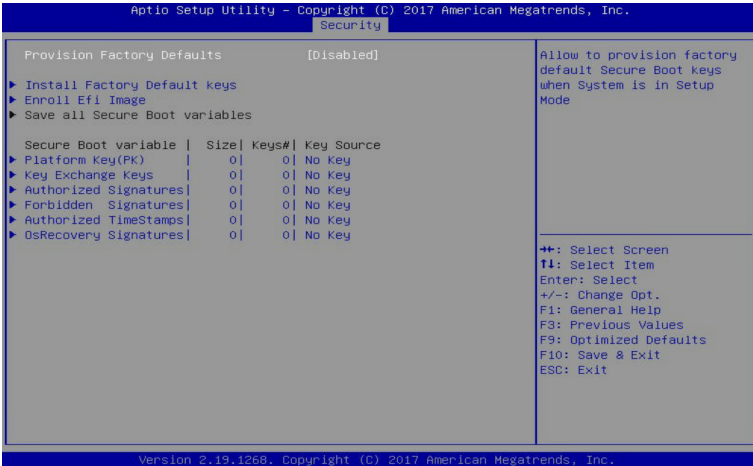 Aptio Setup Utility – Copyright (C) 2017 American Megatrends, Inc.
Security
Provision Factory Defaults [Disabled]
▶ Install Factory Default keys
▶ Enroll Efi Image
▶ Save all Secure Boot variables
Secure Boot variable | Size| Keys#| Key Source
▶ Platform Key(PK) | 0| 0| No Key
▶ Key Exchange Keys | 0| 0| No Key
▶ Authorized Signatures| 0| 0| No Key
▶ Forbidden Signatures| 0| 0| No Key
▶ Authorized TimeStamps| 0| 0| No Key
▶ OsRecovery Signatures| 0| 0| No Key
Allow to provision factory
default Secure Boot keys
when System is in Setup
Mode
→←: Select Screen
↑↓: Select Item
Enter: Select
+/-: Change Opt.
F1: General Help
F3: Previous Values
F9: Optimized Defaults
F10: Save & Exit
ESC: Exit
Version 2.19.1268. Copyright (C) 2017 American Megatrends, Inc.